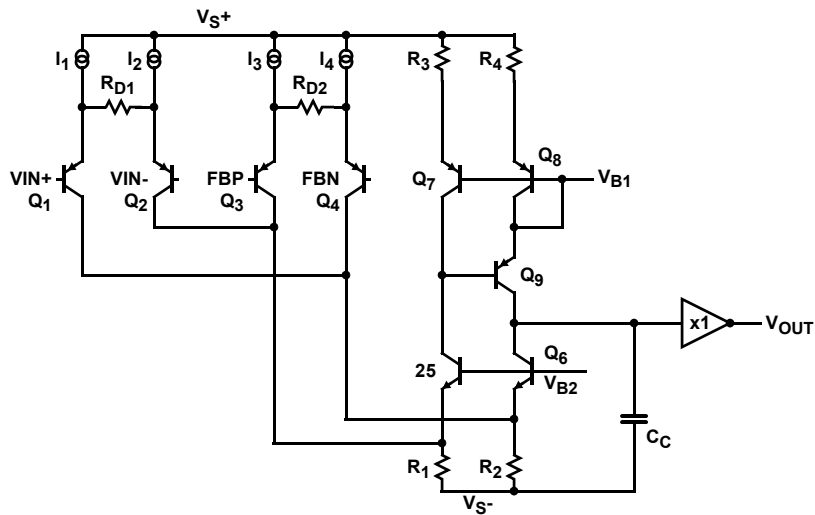 VS+
I1
I2
I3
I4
R3
R4
RD1
RD2
VIN+
Q1
VIN-
Q2
FBP
Q3
FBN
Q4
Q7
Q8
VB1
Q9
x1
VOUT
25
Q6
VB2
CC
R1
R2
VS-